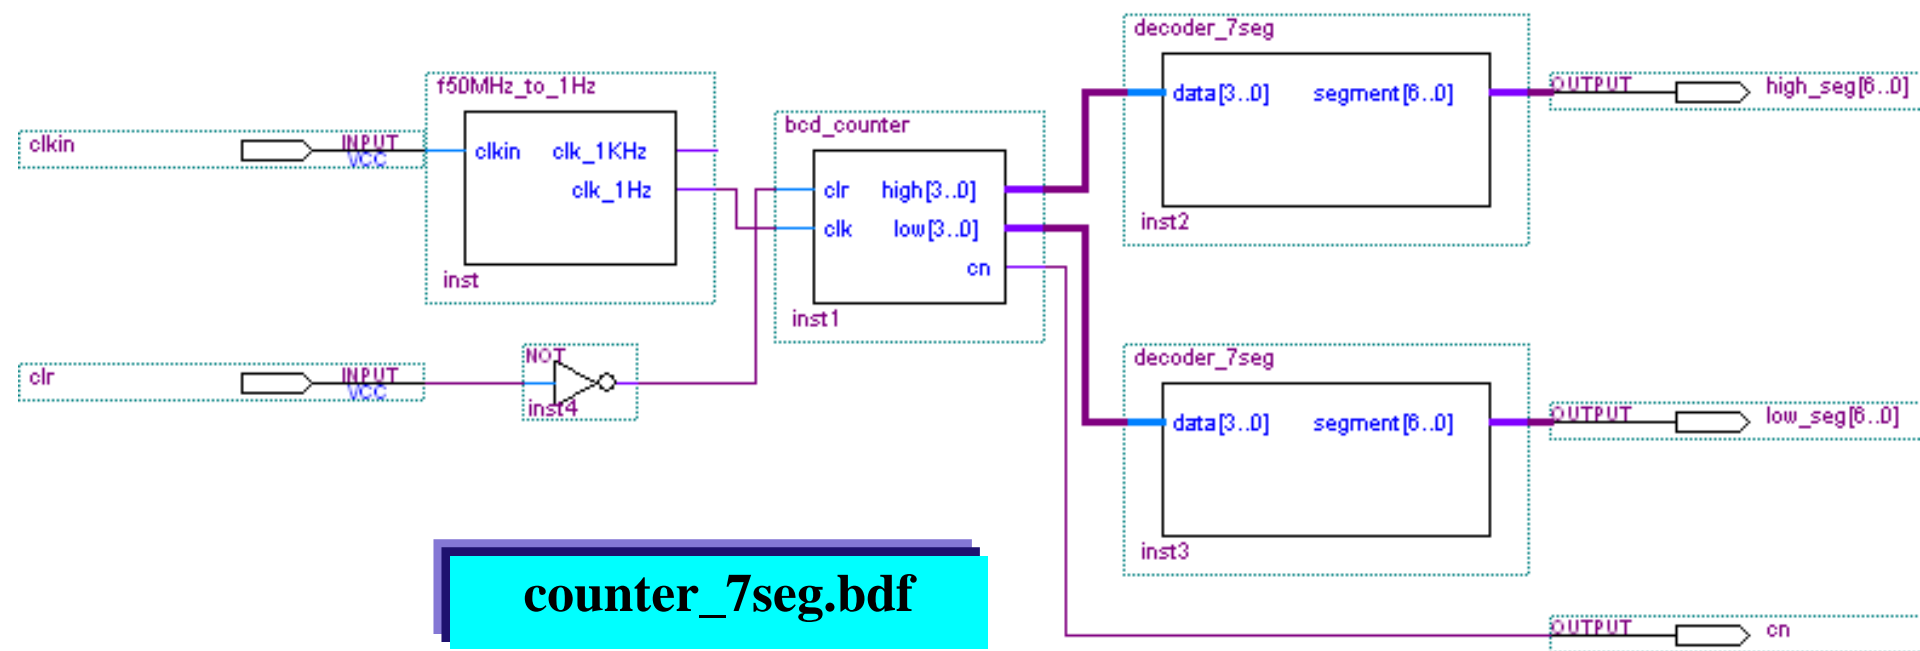 decoder_7seg
data[3..0] segment[6..0]
inst2
OUTPUT
high_seg[6..0]
f50MHz_to_1Hz
clkin clk_1KHz
clk_1Hz
inst
clkin
INPUT
VCC
bcd_counter
clr high[3..0]
clk low[3..0]
cn
inst1
clr
INPUT
VCC
NOT
inst4
decoder_7seg
data[3..0] segment[6..0]
inst3
OUTPUT
low_seg[6..0]
counter_7seg.bdf
OUTPUT
cn